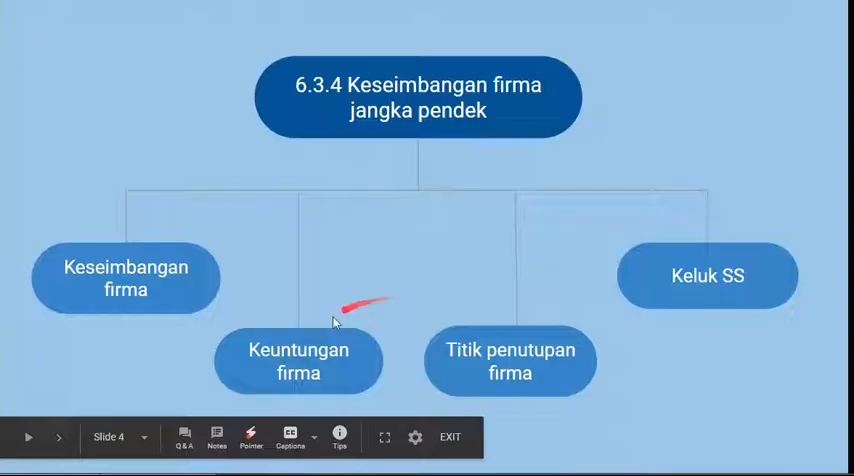 6.3.4 Keseimbangan firma
jangka pendek
Keseimbangan
firma
Keluk SS
Keuntungan
firma
Titik penutupan
firma
Slide 4
Q & A
Notes
Pointer
CC
Captions
Tips
EXIT